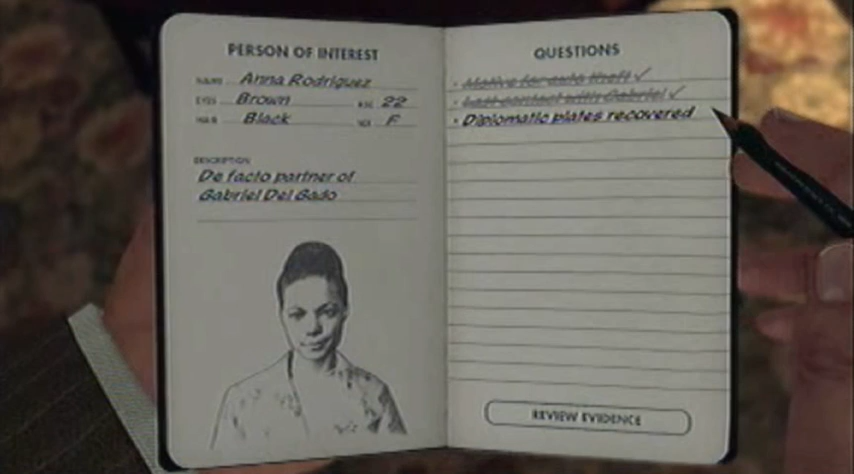 PERSON OF INTEREST
NAME Anna Rodriguez
EYES Brown AGE 22
HAIR Black SEX F
DESCRIPTION
De facto partner of
Gabriel Del Gado
QUESTIONS
• Motive for auto theft ✓
• Last contact with Gabriel ✓
• Diplomatic plates recovered
REVIEW EVIDENCE